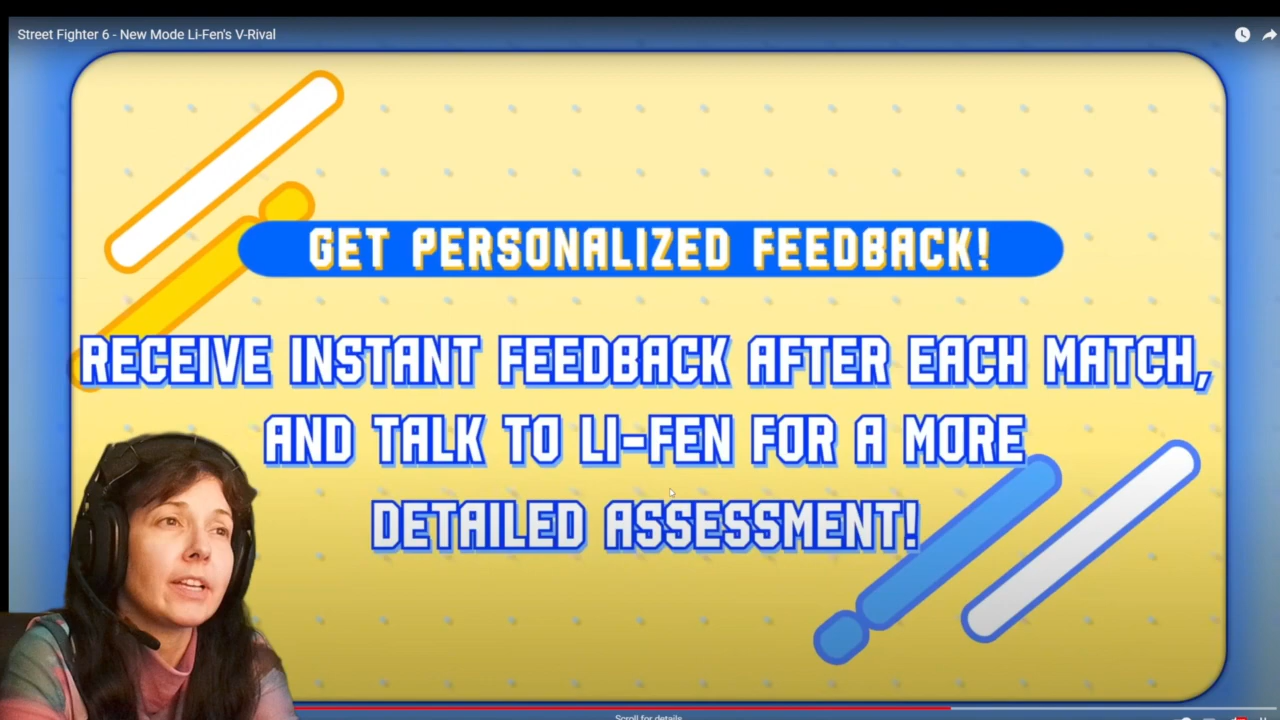 Street Fighter 6 - New Mode Li-Fen's V-Rival
GET PERSONALIZED FEEDBACK!
RECEIVE INSTANT FEEDBACK AFTER EACH MATCH,
AND TALK TO LI-FEN FOR A MORE
DETAILED ASSESSMENT!
Scroll for details